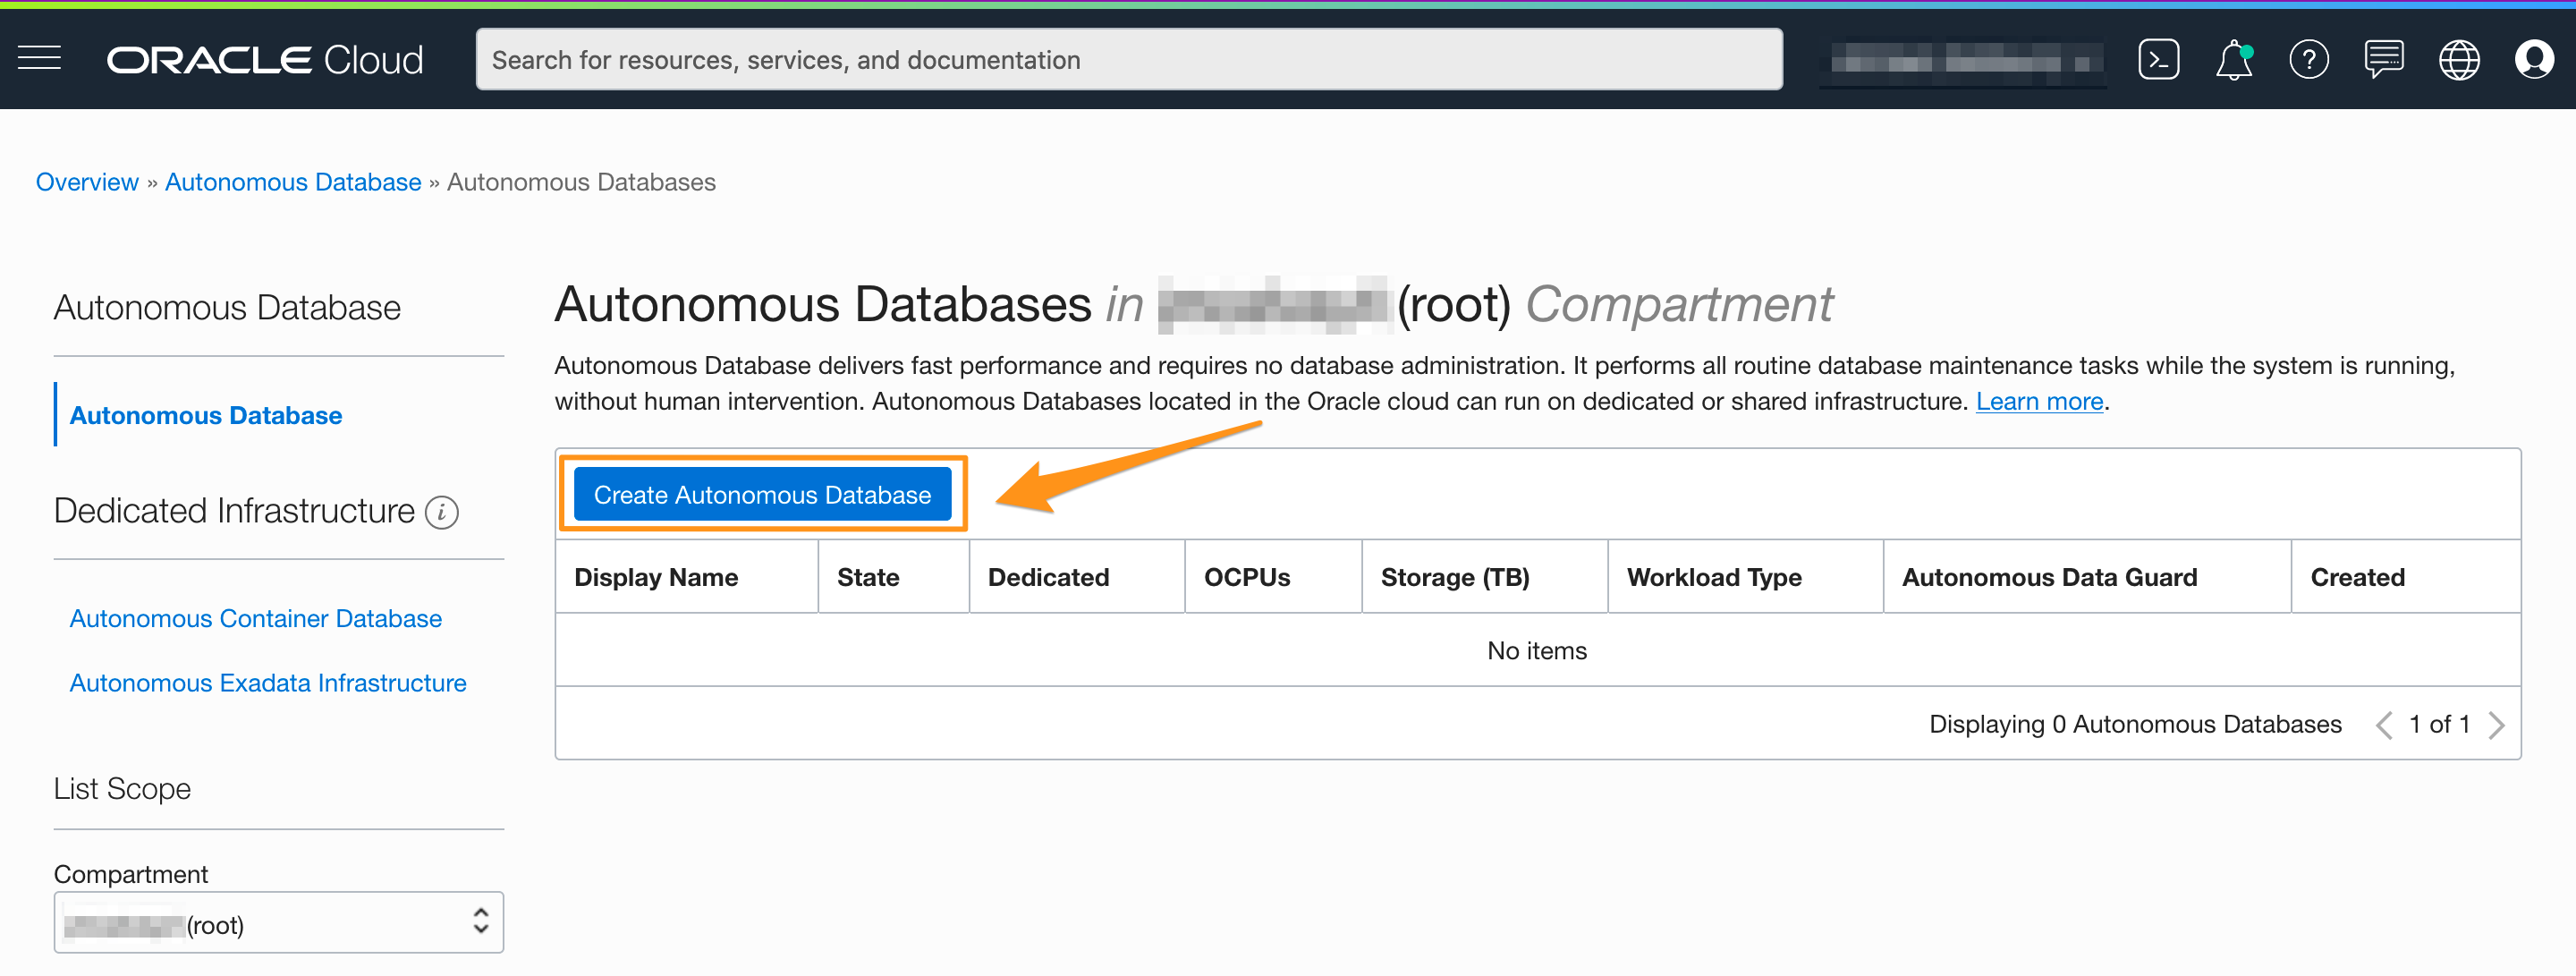 ORACLE Cloud
Search for resources, services, and documentation
Overview » Autonomous Database » Autonomous Databases
Autonomous Database
Autonomous Database
Dedicated Infrastructure
Autonomous Container Database
Autonomous Exadata Infrastructure
List Scope
Compartment
(root)
Autonomous Databases in (root) Compartment
Autonomous Database delivers fast performance and requires no database administration. It performs all routine database maintenance tasks while the system is running,
without human intervention. Autonomous Databases located in the Oracle cloud can run on dedicated or shared infrastructure. Learn more.
Create Autonomous Database
Display Name State Dedicated OCPUs Storage (TB) Workload Type Autonomous Data Guard Created
No items
Displaying 0 Autonomous Databases < 1 of 1 >